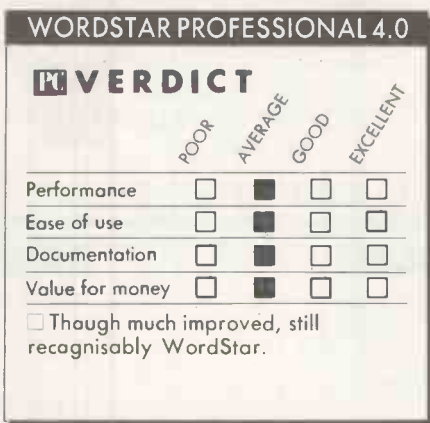 WORDSTAR PROFESSIONAL 4.0
PC VERDICT
POOR AVERAGE GOOD EXCELLENT
Performance
Ease of use
Documentation
Value for money
Though much improved, still
recognisably WordStar.